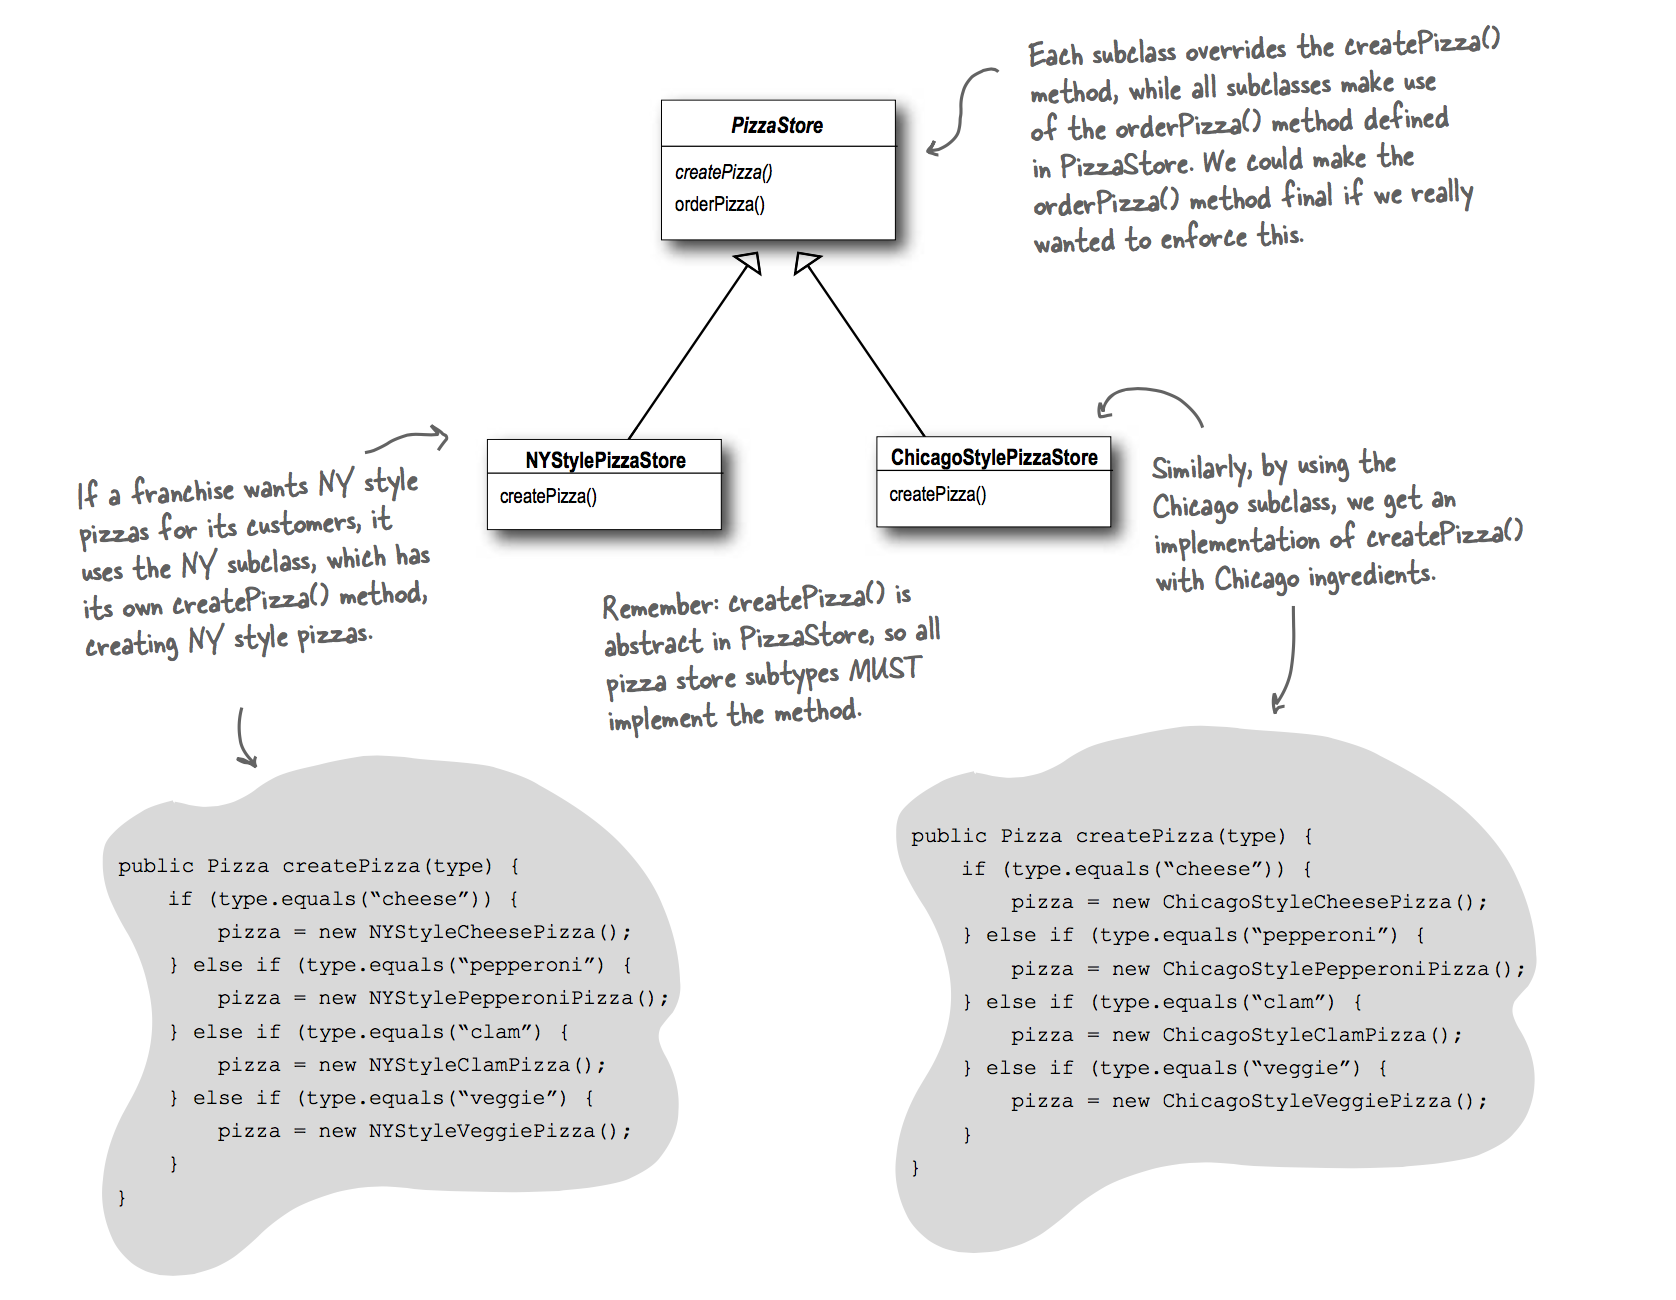 Each subclass overrides the createPizza()
method, while all subclasses make use
of the orderPizza() method defined
in PizzaStore. We could make the
orderPizza() method final if we really
wanted to enforce this.
PizzaStore
createPizza()
orderPizza()
NYStylePizzaStore
createPizza()
ChicagoStylePizzaStore
createPizza()
If a franchise wants NY style
pizzas for its customers, it
uses the NY subclass, which has
its own createPizza() method,
creating NY style pizzas.
Similarly, by using the
Chicago subclass, we get an
implementation of createPizza()
with Chicago ingredients.
Remember: createPizza() is
abstract in PizzaStore, so all
pizza store subtypes MUST
implement the method.
public Pizza createPizza(type) {
if (type.equals(“cheese”)) {
pizza = new NYStyleCheesePizza();
} else if (type.equals(“pepperoni”) {
pizza = new NYStylePepperoniPizza();
} else if (type.equals(“clam”) {
pizza = new NYStyleClamPizza();
} else if (type.equals(“veggie”) {
pizza = new NYStyleVeggiePizza();
}
}
public Pizza createPizza(type) {
if (type.equals(“cheese”)) {
pizza = new ChicagoStyleCheesePizza();
} else if (type.equals(“pepperoni”) {
pizza = new ChicagoStylePepperoniPizza();
} else if (type.equals(“clam”) {
pizza = new ChicagoStyleClamPizza();
} else if (type.equals(“veggie”) {
pizza = new ChicagoStyleVeggiePizza();
}
}